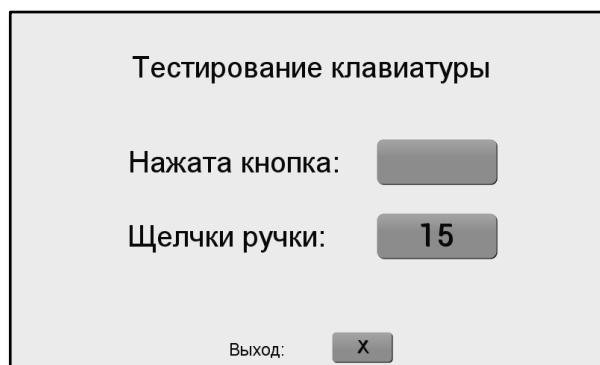 Тестирование клавиатуры
Нажата кнопка:
Щелчки ручки: 15
Выход: X